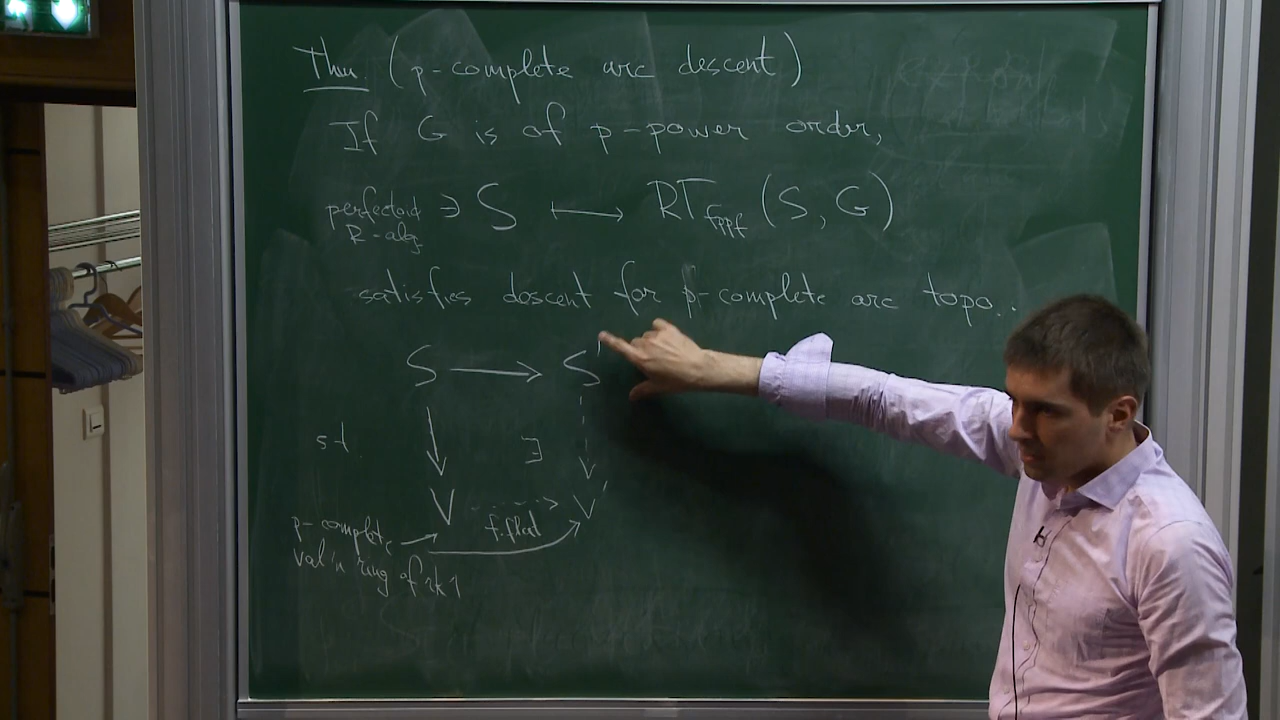 Thm. (p-complete arc descent)
If G is of p-power order,
perfectoid R-alg. ∋ S ⟼ RΓ_fppf (S, G)
satisfies descent for p-complete arc topo..
S ⟶ S'
s.t. ∃
V f.flat V'
p-complete
val'n ring of rk 1